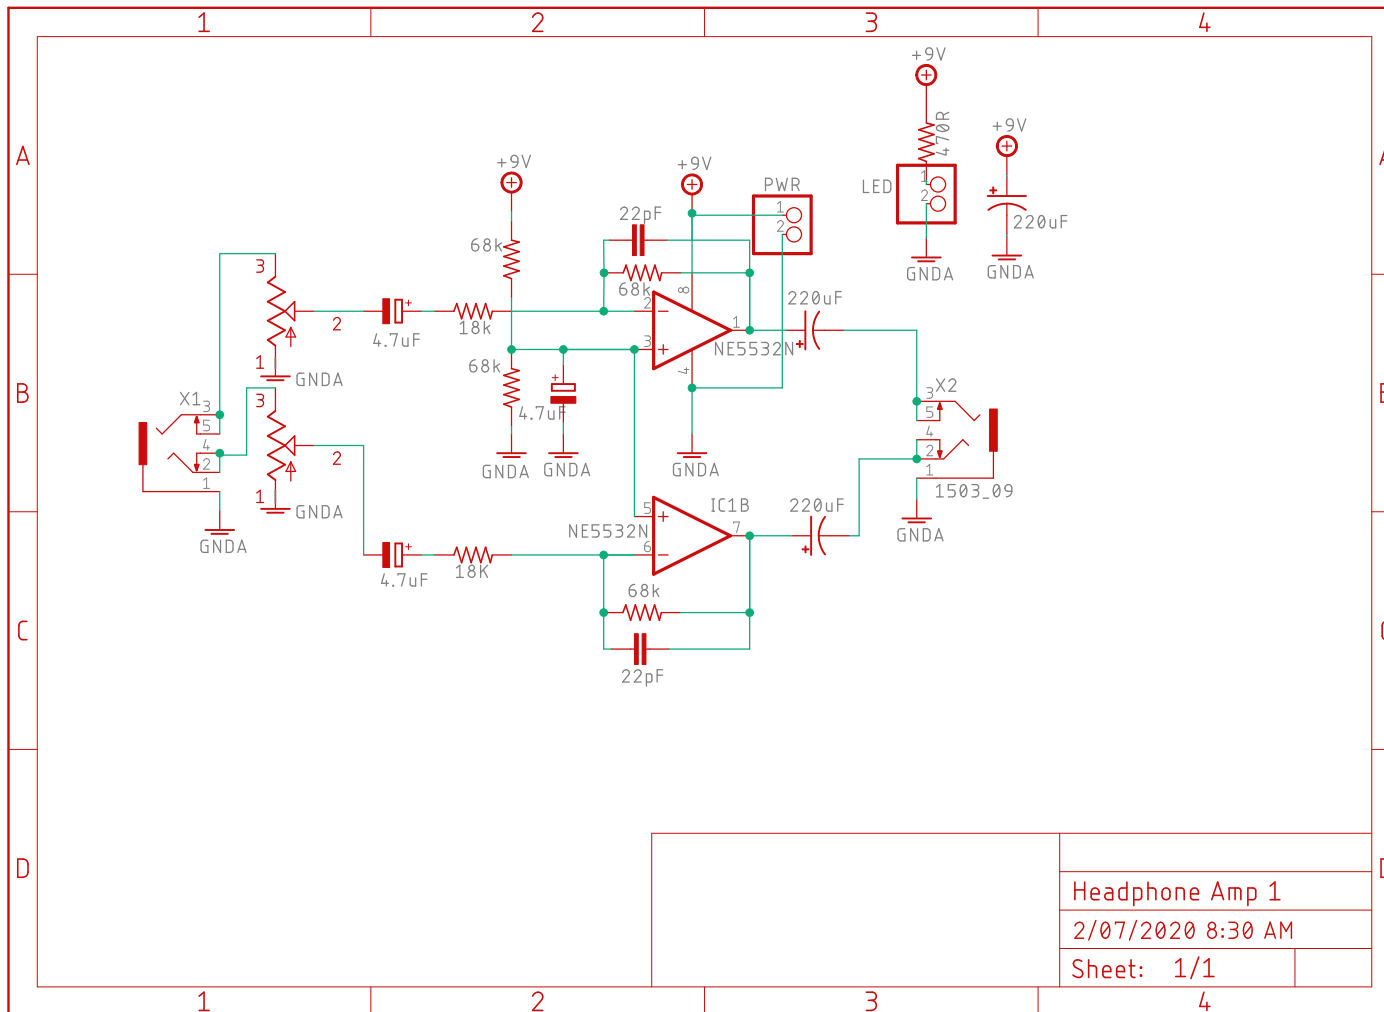 1 2 3 4
+9V
+9V
470R
A
+9V
+9V
PWR
LED
1
2
220uF
GNDA
GNDA
22pF
1
2
68k
3
68k
8
220uF
2
4.7uF
18k
2
1
NE5532N
3
68k
4
1
GNDA
3
4.7uF
B
X1
3
5
4
2
1
2
GNDA
GNDA
GNDA
X2
3
5
4
2
1
1503_09
1
GNDA
GNDA
5
IC1B
220uF
NE5532N
7
6
GNDA
4.7uF
18K
68k
C
22pF
D
Headphone Amp 1
2/07/2020 8:30 AM
Sheet: 1/1
1 2 3 4